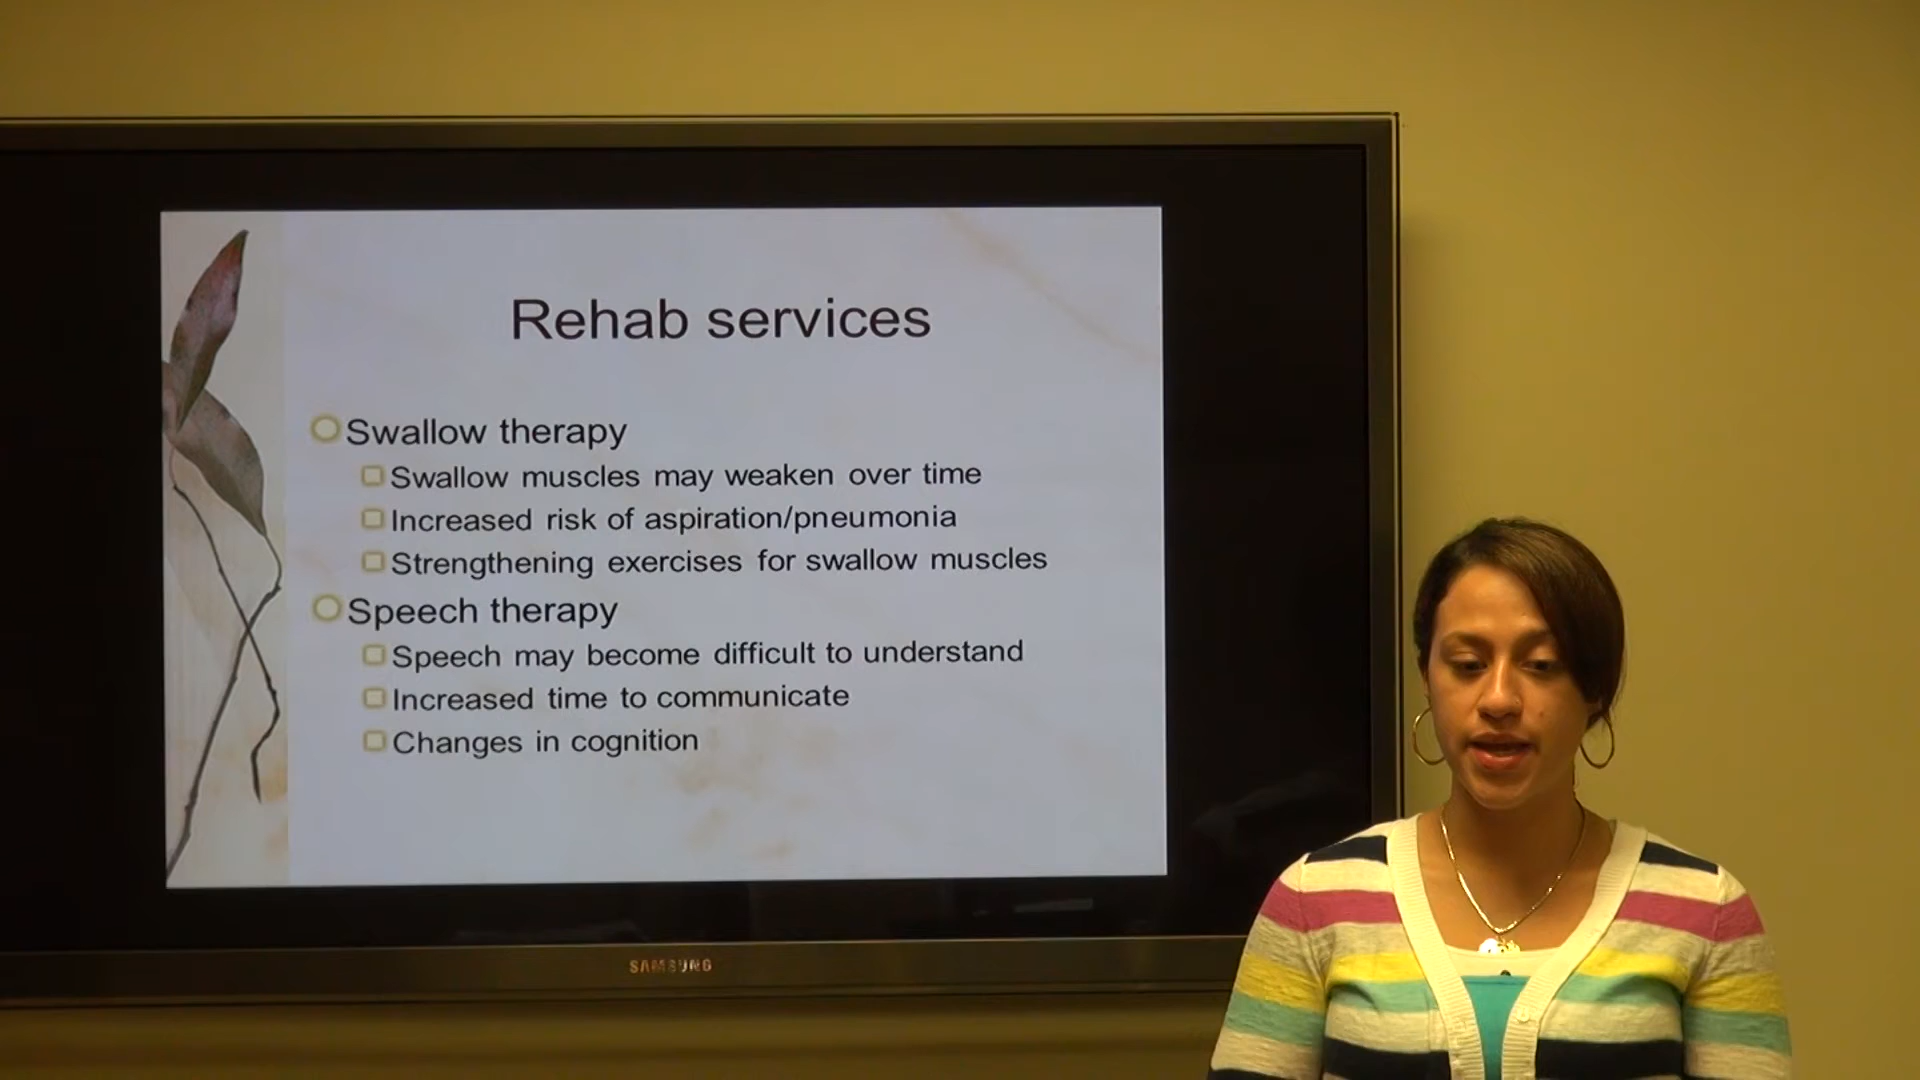 Rehab services
Swallow therapy
Swallow muscles may weaken over time
Increased risk of aspiration/pneumonia
Strengthening exercises for swallow muscles
Speech therapy
Speech may become difficult to understand
Increased time to communicate
Changes in cognition
SAMSUNG